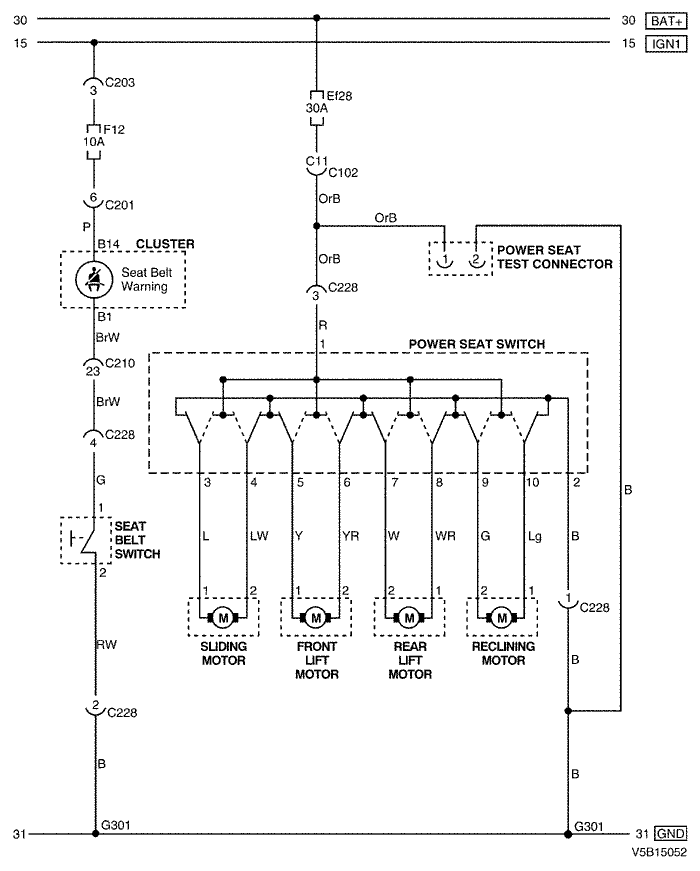 30
30 BAT+
15
15 IGN1
C203
3
Ef28
30A
F12
10A
C11
C102
6
C201
OrB
P
OrB
B14 CLUSTER
1 2
POWER SEAT
TEST CONNECTOR
OrB
Seat Belt
Warning
3 C228
B1
R
BrW
1
POWER SEAT SWITCH
C210
23
BrW
C228
4
G
3 4 5 6 7 8 9 10 2
B
1
SEAT
BELT
SWITCH
L LW Y YR W WR G Lg B
2
1 2 1 2 2 1 2 1
1 C228
M M M M
RW
SLIDING
MOTOR
FRONT
LIFT
MOTOR
REAR
LIFT
MOTOR
RECLINING
MOTOR
B
2
C228
B
B
G301
G301
31
31 GND
V5B15052